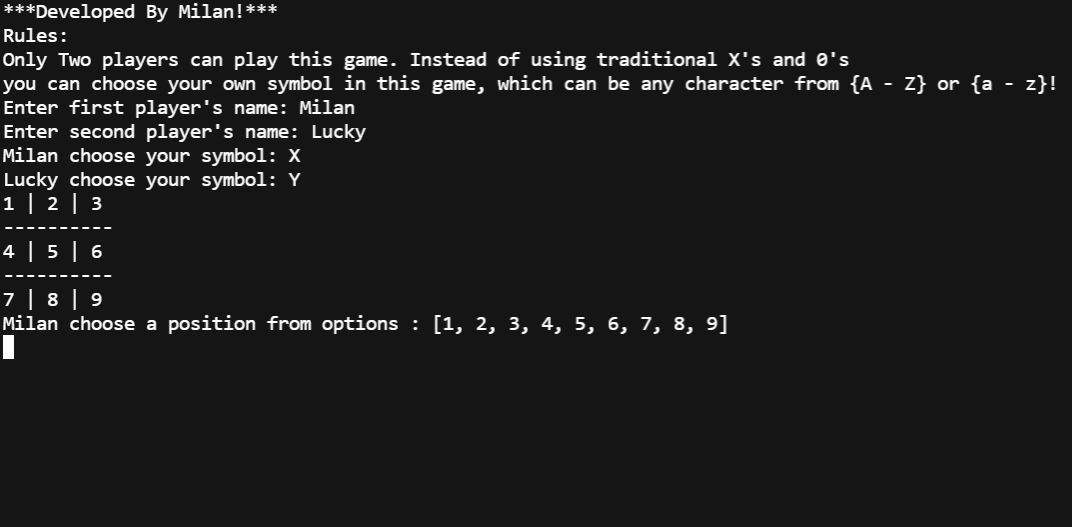 ***Developed By Milan!***
Rules:
Only Two players can play this game. Instead of using traditional X's and 0's
you can choose your own symbol in this game, which can be any character from {A - Z} or {a - z}!
Enter first player's name: Milan
Enter second player's name: Lucky
Milan choose your symbol: X
Lucky choose your symbol: Y
1 | 2 | 3
----------
4 | 5 | 6
----------
7 | 8 | 9
Milan choose a position from options : [1, 2, 3, 4, 5, 6, 7, 8, 9]